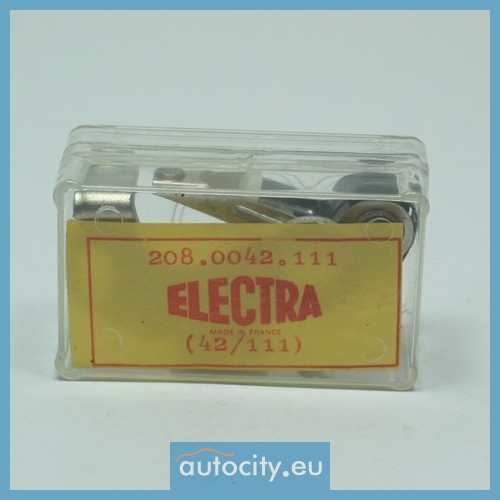 208.0042.111
ELECTRA
MADE IN FRANCE
(42/111)
autocity.eu